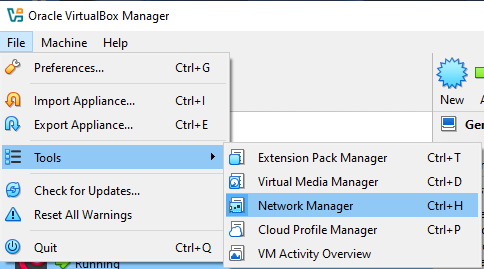 Oracle VirtualBox Manager
File Machine Help
Preferences... Ctrl+G
Import Appliance... Ctrl+I
Export Appliance... Ctrl+E
New
Ger
Tools
Extension Pack Manager Ctrl+T
Virtual Media Manager Ctrl+D
Network Manager Ctrl+H
Cloud Profile Manager Ctrl+P
VM Activity Overview
Check for Updates...
Reset All Warnings
Quit Ctrl+Q
Running